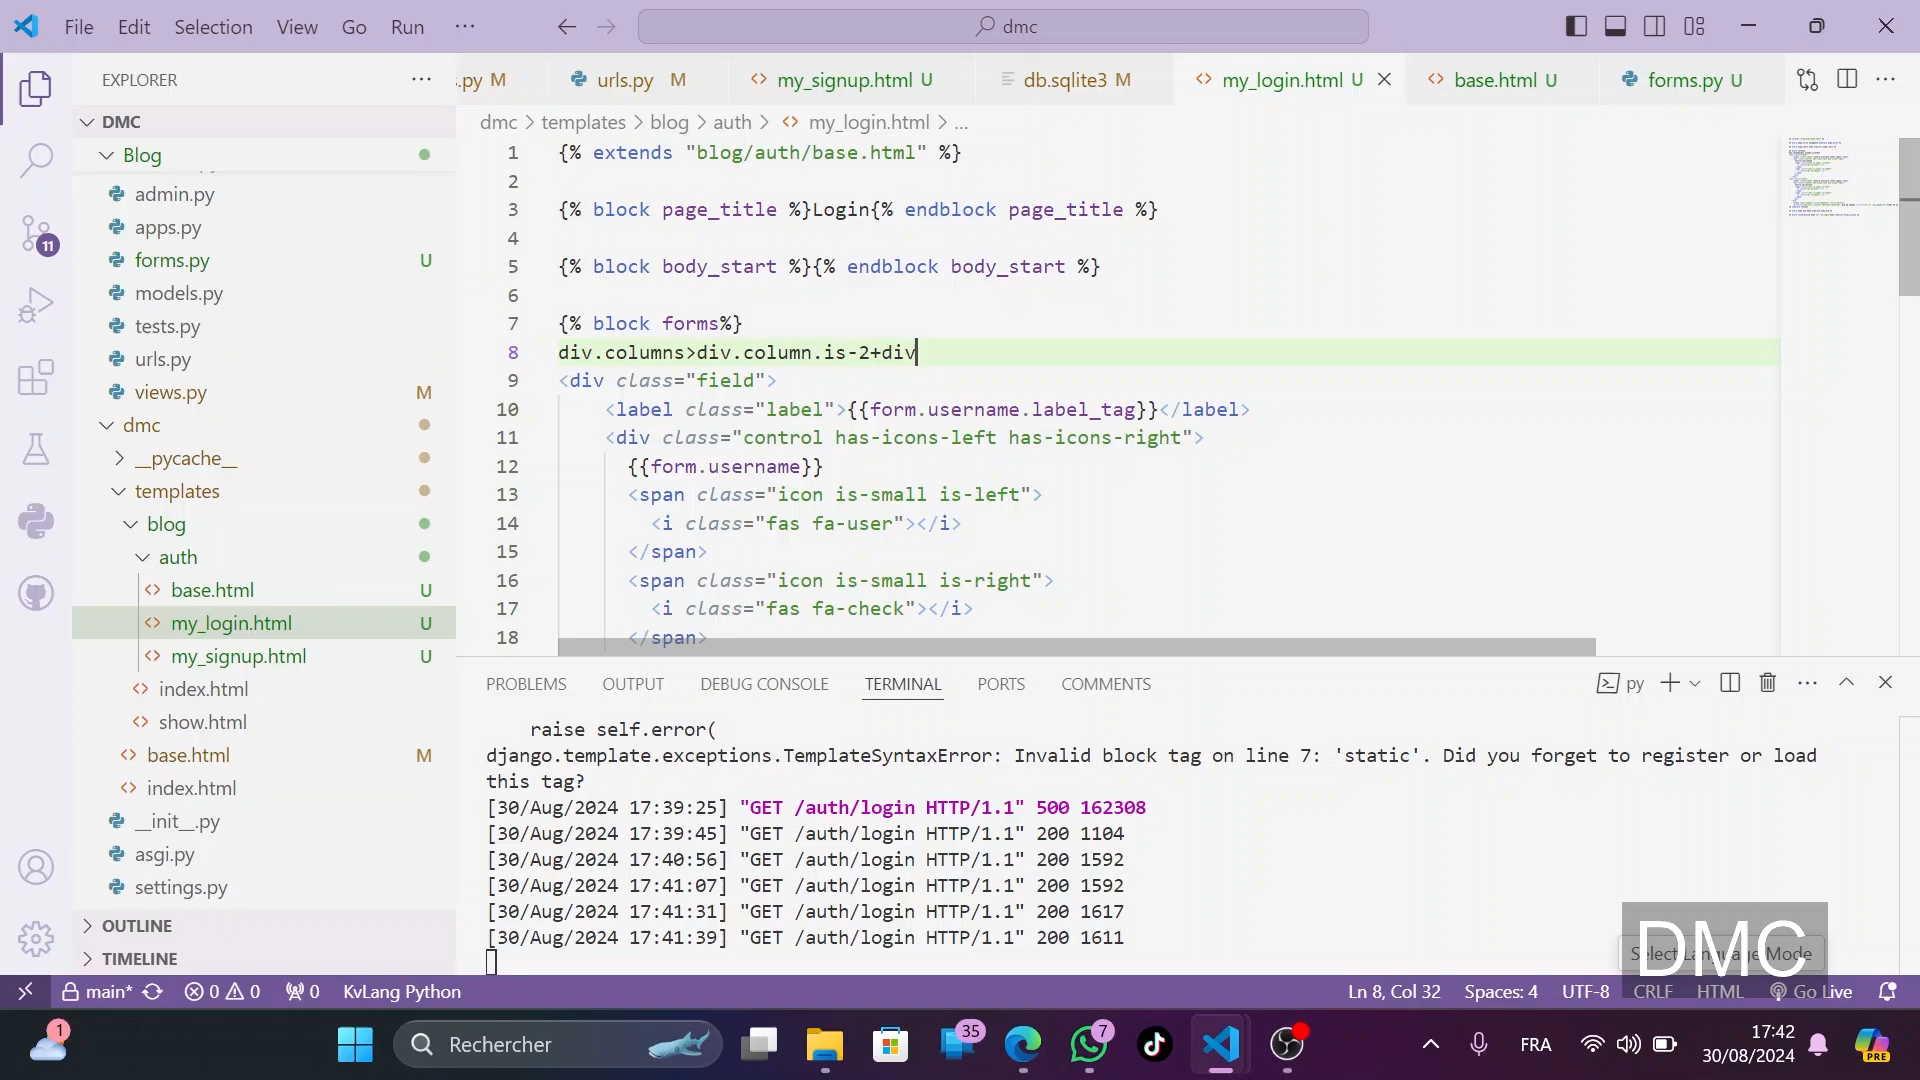 File Edit Selection View Go Run ··· dmc
EXPLORER
DMC
Blog
admin.py
apps.py
forms.py U
models.py
tests.py
urls.py
views.py M
dmc
__pycache__
templates
blog
auth
base.html U
my_login.html U
my_signup.html U
index.html
show.html
base.html M
index.html
__init__.py
asgi.py
settings.py
OUTLINE
TIMELINE
11
s.py M urls.py M my_signup.html U db.sqlite3 M my_login.html U base.html U forms.py U
dmc > templates > blog > auth > my_login.html > ...
1 {% extends "blog/auth/base.html" %}
2
3 {% block page_title %}Login{% endblock page_title %}
4
5 {% block body_start %}{% endblock body_start %}
6
7 {% block forms%}
8 div.columns>div.column.is-2+div
9 <div class="field">
10 <label class="label">{{form.username.label_tag}}</label>
11 <div class="control has-icons-left has-icons-right">
12 {{form.username}}
13 <span class="icon is-small is-left">
14 <i class="fas fa-user"></i>
15 </span>
16 <span class="icon is-small is-right">
17 <i class="fas fa-check"></i>
18 </span>
PROBLEMS OUTPUT DEBUG CONSOLE TERMINAL PORTS COMMENTS py
raise self.error(
django.template.exceptions.TemplateSyntaxError: Invalid block tag on line 7: 'static'. Did you forget to register or load
this tag?
[30/Aug/2024 17:39:25] "GET /auth/login HTTP/1.1" 500 162308
[30/Aug/2024 17:39:45] "GET /auth/login HTTP/1.1" 200 1104
[30/Aug/2024 17:40:56] "GET /auth/login HTTP/1.1" 200 1592
[30/Aug/2024 17:41:07] "GET /auth/login HTTP/1.1" 200 1592
[30/Aug/2024 17:41:31] "GET /auth/login HTTP/1.1" 200 1617
[30/Aug/2024 17:41:39] "GET /auth/login HTTP/1.1" 200 1611
Select Language Mode
DMC
main* 0 0 0 KvLang Python Ln 8, Col 32 Spaces: 4 UTF-8 CRLF HTML Go Live
1 Rechercher 35 7 FRA 17:42
30/08/2024
PRE